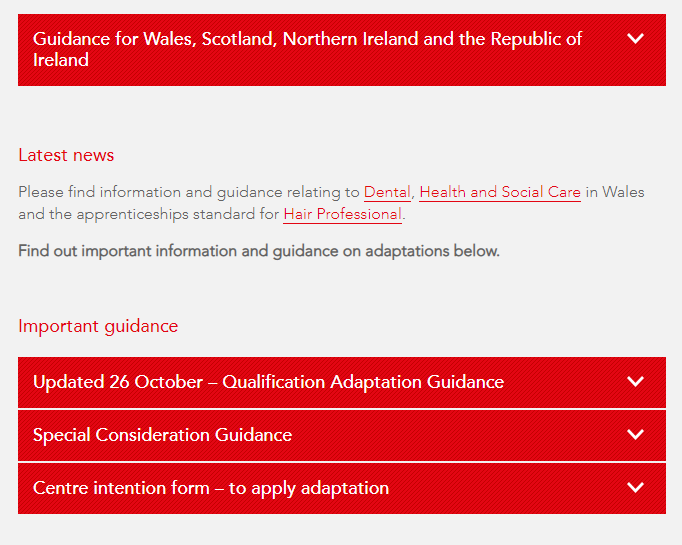 Guidance for Wales, Scotland, Northern Ireland and the Republic of
Ireland
Latest news
Please find information and guidance relating to Dental, Health and Social Care in Wales
and the apprenticeships standard for Hair Professional.
Find out important information and guidance on adaptations below.
Important guidance
Updated 26 October – Qualification Adaptation Guidance
Special Consideration Guidance
Centre intention form – to apply adaptation